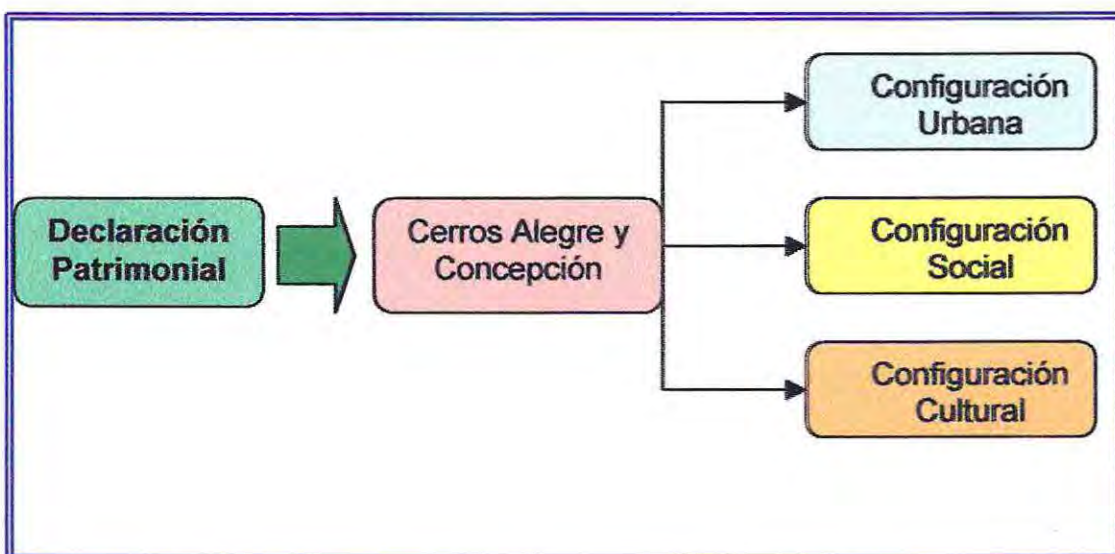 Declaración
Patrimonial
Cerros Alegre y
Concepción
Configuración
Urbana
Configuración
Social
Configuración
Cultural